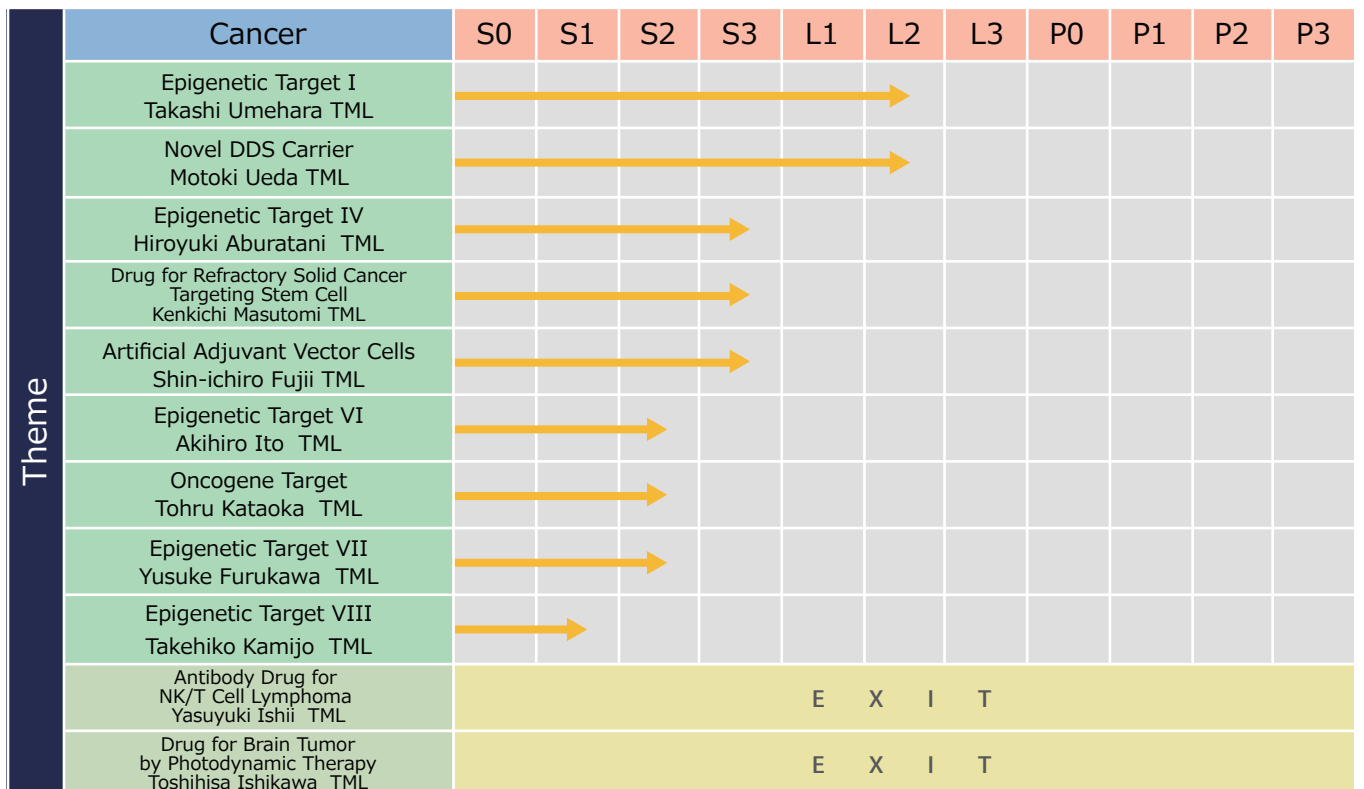 Cancer S0 S1 S2 S3 L1 L2 L3 P0 P1 P2 P3
Theme
Epigenetic Target I
Takashi Umehara TML
Novel DDS Carrier
Motoki Ueda TML
Epigenetic Target IV
Hiroyuki Aburatani TML
Drug for Refractory Solid Cancer
Targeting Stem Cell
Kenkichi Masutomi TML
Artificial Adjuvant Vector Cells
Shin-ichiro Fujii TML
Epigenetic Target VI
Akihiro Ito TML
Oncogene Target
Tohru Kataoka TML
Epigenetic Target VII
Yusuke Furukawa TML
Epigenetic Target VIII
Takehiko Kamijo TML
Antibody Drug for
NK/T Cell Lymphoma
Yasuyuki Ishii TML
E X I T
Drug for Brain Tumor
by Photodynamic Therapy
Toshihisa Ishikawa TML
E X I T